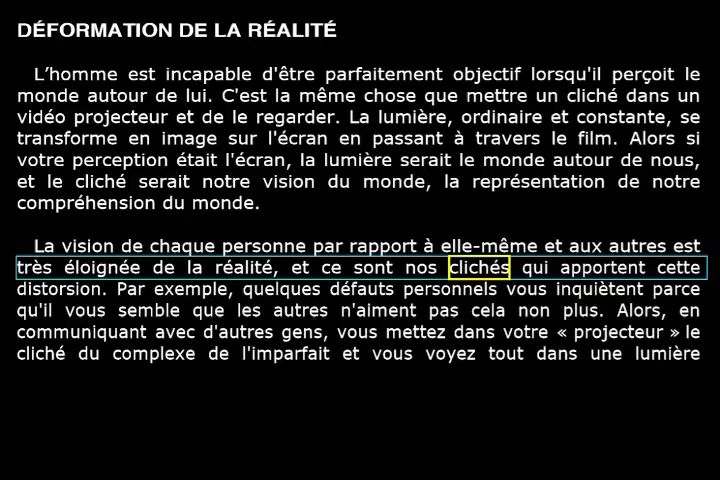 DÉFORMATION DE LA RÉALITÉ
L’homme est incapable d'être parfaitement objectif lorsqu'il perçoit le
monde autour de lui. C'est la même chose que mettre un cliché dans un
vidéo projecteur et de le regarder. La lumière, ordinaire et constante, se
transforme en image sur l'écran en passant à travers le film. Alors si
votre perception était l'écran, la lumière serait le monde autour de nous,
et le cliché serait notre vision du monde, la représentation de notre
compréhension du monde.
La vision de chaque personne par rapport à elle-même et aux autres est
très éloignée de la réalité, et ce sont nos clichés qui apportent cette
distorsion. Par exemple, quelques défauts personnels vous inquiètent parce
qu'il vous semble que les autres n'aiment pas cela non plus. Alors, en
communiquant avec d'autres gens, vous mettez dans votre « projecteur » le
cliché du complexe de l'imparfait et vous voyez tout dans une lumière